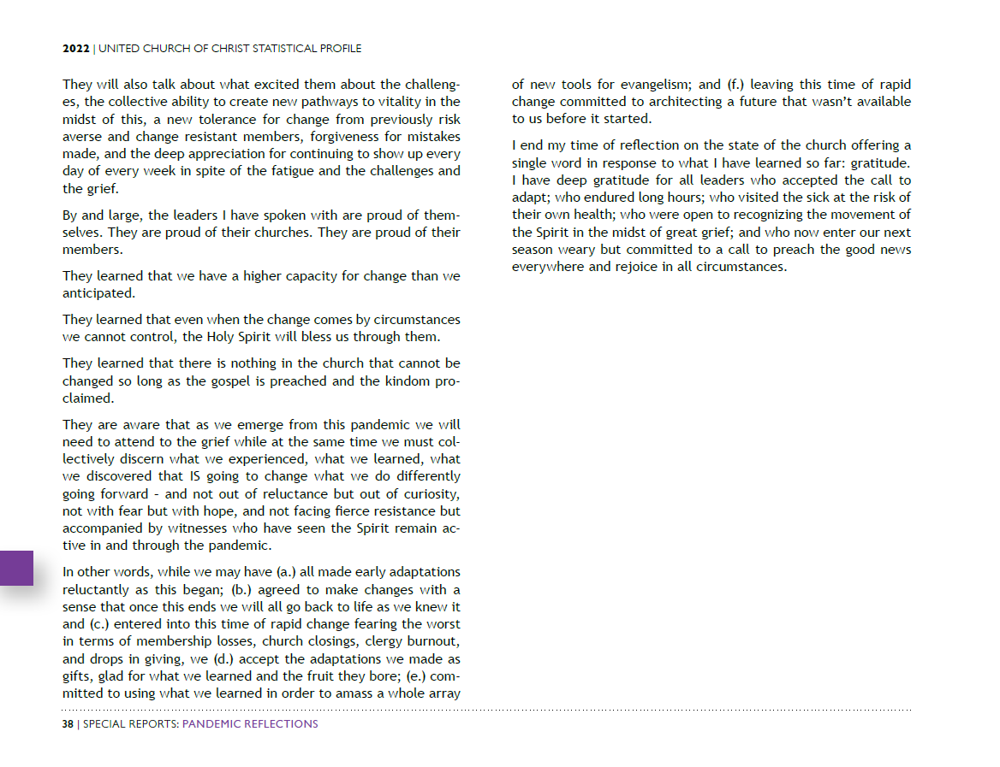 2022 | UNITED CHURCH OF CHRIST STATISTICAL PROFILE
They will also talk about what excited them about the challeng-
es, the collective ability to create new pathways to vitality in the
midst of this, a new tolerance for change from previously risk
averse and change resistant members, forgiveness for mistakes
made, and the deep appreciation for continuing to show up every
day of every week in spite of the fatigue and the challenges and
the grief.
By and large, the leaders I have spoken with are proud of them-
selves. They are proud of their churches. They are proud of their
members.
They learned that we have a higher capacity for change than we
anticipated.
They learned that even when the change comes by circumstances
we cannot control, the Holy Spirit will bless us through them.
They learned that there is nothing in the church that cannot be
changed so long as the gospel is preached and the kindom pro-
claimed.
They are aware that as we emerge from this pandemic we will
need to attend to the grief while at the same time we must col-
lectively discern what we experienced, what we learned, what
we discovered that IS going to change what we do differently
going forward - and not out of reluctance but out of curiosity,
not with fear but with hope, and not facing fierce resistance but
accompanied by witnesses who have seen the Spirit remain ac-
tive in and through the pandemic.
In other words, while we may have (a.) all made early adaptations
reluctantly as this began; (b.) agreed to make changes with a
sense that once this ends we will all go back to life as we knew it
and (c.) entered into this time of rapid change fearing the worst
in terms of membership losses, church closings, clergy burnout,
and drops in giving, we (d.) accept the adaptations we made as
gifts, glad for what we learned and the fruit they bore; (e.) com-
mitted to using what we learned in order to amass a whole array
of new tools for evangelism; and (f.) leaving this time of rapid
change committed to architecting a future that wasn't available
to us before it started.
I end my time of reflection on the state of the church offering a
single word in response to what I have learned so far: gratitude.
I have deep gratitude for all leaders who accepted the call to
adapt; who endured long hours; who visited the sick at the risk of
their own health; who were open to recognizing the movement of
the Spirit in the midst of great grief; and who now enter our next
season weary but committed to a call to preach the good news
everywhere and rejoice in all circumstances.
38 | SPECIAL REPORTS: PANDEMIC REFLECTIONS